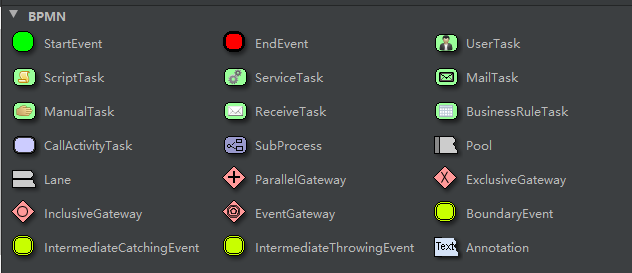 BPMN
StartEvent EndEvent UserTask
ScriptTask ServiceTask MailTask
ManualTask ReceiveTask BusinessRuleTask
CallActivityTask SubProcess Pool
Lane ParallelGateway ExclusiveGateway
InclusiveGateway EventGateway BoundaryEvent
IntermediateCatchingEvent IntermediateThrowingEvent Text Annotation